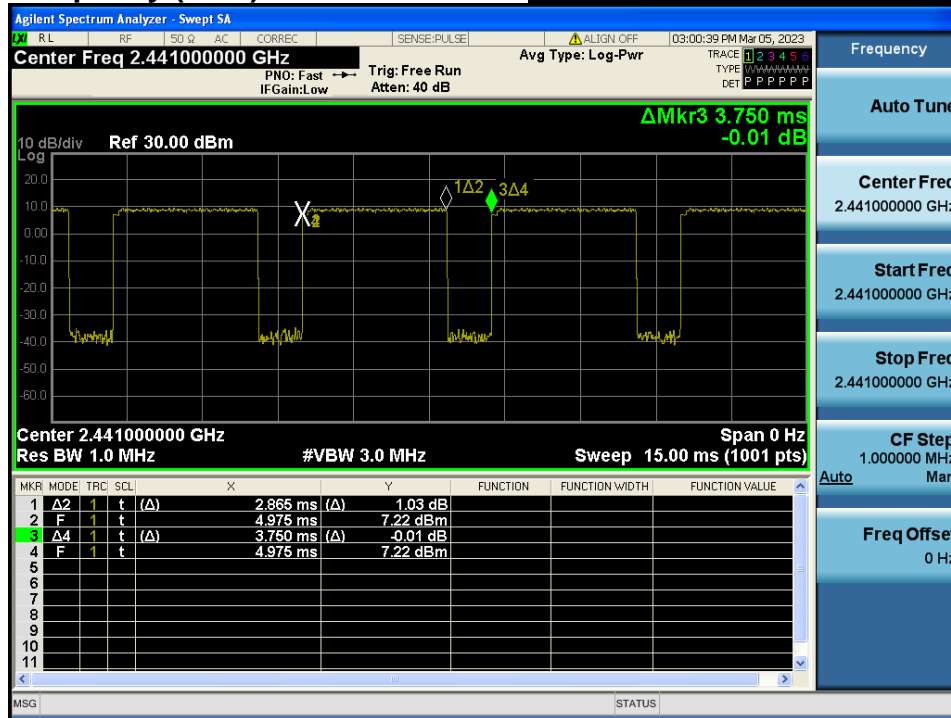 Agilent Spectrum Analyzer - Swept SA
LXI RL RF 50 Ω AC CORREC SENSE:PULSE ALIGN OFF 03:00:39 PM Mar 05, 2023
Center Freq 2.441000000 GHz
PNO: Fast Trig: Free Run
IFGain:Low Atten: 40 dB
Avg Type: Log-Pwr
TRACE 1 2 3 4 5 6
TYPE WWWWWW
DET P P P P P P
ΔMkr3 3.750 ms
-0.01 dB
10 dB/div Ref 30.00 dBm
Log
20.0
10.0
0.00
-10.0
-20.0
-30.0
-40.0
-50.0
-60.0
1Δ2 3Δ4
Center 2.441000000 GHz Span 0 Hz
Res BW 1.0 MHz #VBW 3.0 MHz Sweep 15.00 ms (1001 pts)
MKR MODE TRC SCL X Y FUNCTION FUNCTION WIDTH FUNCTION VALUE
1 Δ2 1 t (Δ) 2.865 ms (Δ) 1.03 dB
2 F 1 t 4.975 ms 7.22 dBm
3 Δ4 1 t (Δ) 3.750 ms (Δ) -0.01 dB
4 F 1 t 4.975 ms 7.22 dBm
5
6
7
8
9
10
11
MSG STATUS
Frequency
Auto Tune
Center Freq
2.441000000 GHz
Start Freq
2.441000000 GHz
Stop Freq
2.441000000 GHz
CF Step
1.000000 MHz
Auto Man
Freq Offset
0 Hz